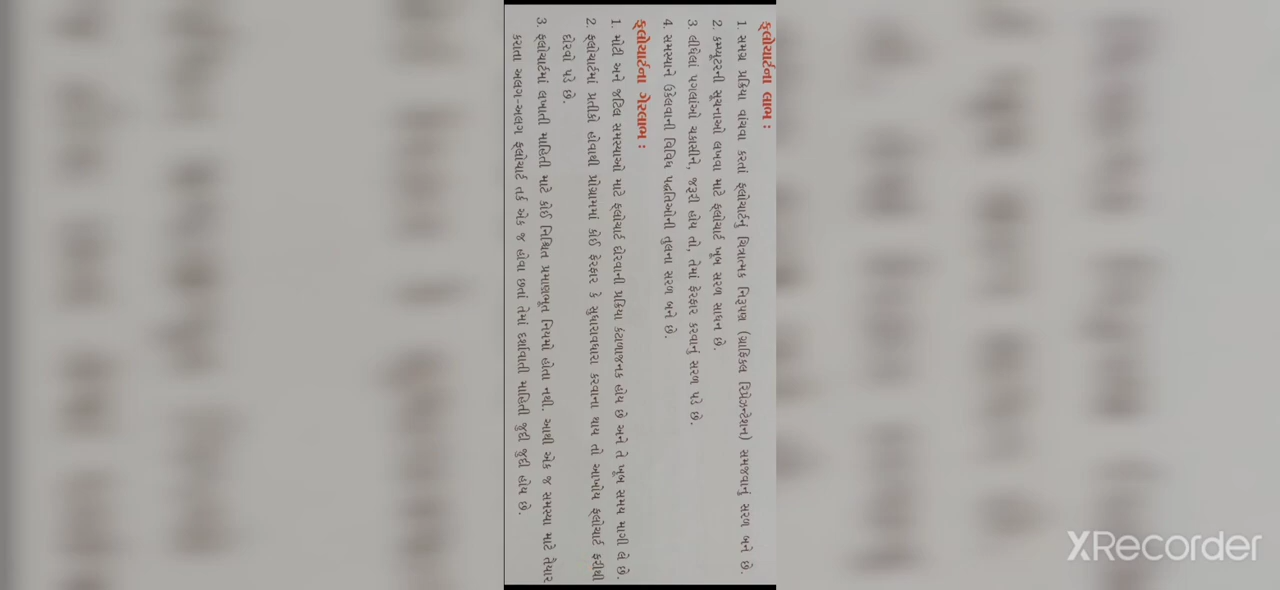 ફ્લોચાર્ટના લાભ :
1. સમગ્ર પ્રક્રિયા વાંચવા કરતાં ફ્લોચાર્ટનું ચિત્રાત્મક નિરૂપણ (ગ્રાફિકલ રિપ્રેઝન્ટેશન) સમજવાનું સરળ બને છે.
2. કમ્પ્યૂટરની સૂચનાઓ લખવા માટે ફ્લોચાર્ટ ખૂબ સરળ સાધન છે.
3. લીધેલાં પગલાંઓ ચકાસીને, જરૂરી હોય તો, તેમાં ફેરફાર કરવાનું સરળ પડે છે.
4. સમસ્યાને ઉકેલવાની વિવિધ પદ્ધતિઓની તુલના સરળ બને છે.
ફ્લોચાર્ટના ગેરલાભ :
1. મોટી અને જટિલ સમસ્યાઓ માટે ફ્લોચાર્ટ દોરવાની પ્રક્રિયા કંટાળાજનક હોય છે અને તે ખૂબ સમય માગી લે છે.
2. ફ્લોચાર્ટમાં પ્રતીકો હોવાથી પ્રોગ્રામમાં કોઈ ફેરફાર કે સુધારાવધારા કરવાના થાય તો આખોય ફ્લોચાર્ટ ફરીથી
દોરવો પડે છે.
3. ફ્લોચાર્ટમાં લખાતી માહિતી માટે કોઈ નિશ્ચિત પ્રમાણભૂત નિયમો હોતા નથી. આથી એક જ સમસ્યા માટે તૈયાર
કરાતા અલગ-અલગ ફ્લોચાર્ટ તર્ક એક જ હોવા છતાં તેમાં દર્શાવાતી માહિતી જુદી જુદી હોય છે.
XRecorder